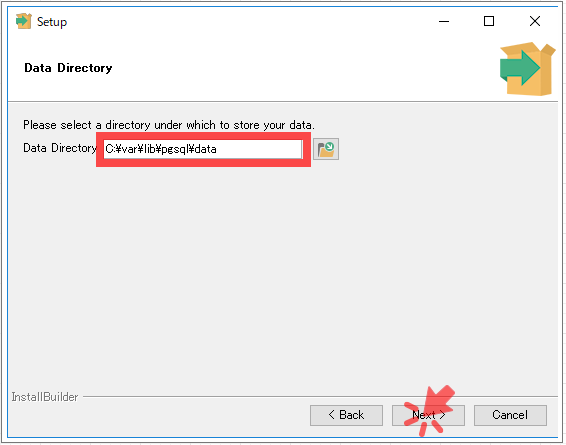 Setup
Data Directory
Please select a directory under which to store your data.
Data Directory C:¥var¥lib¥pgsql¥data
InstallBuilder
< Back Next > Cancel